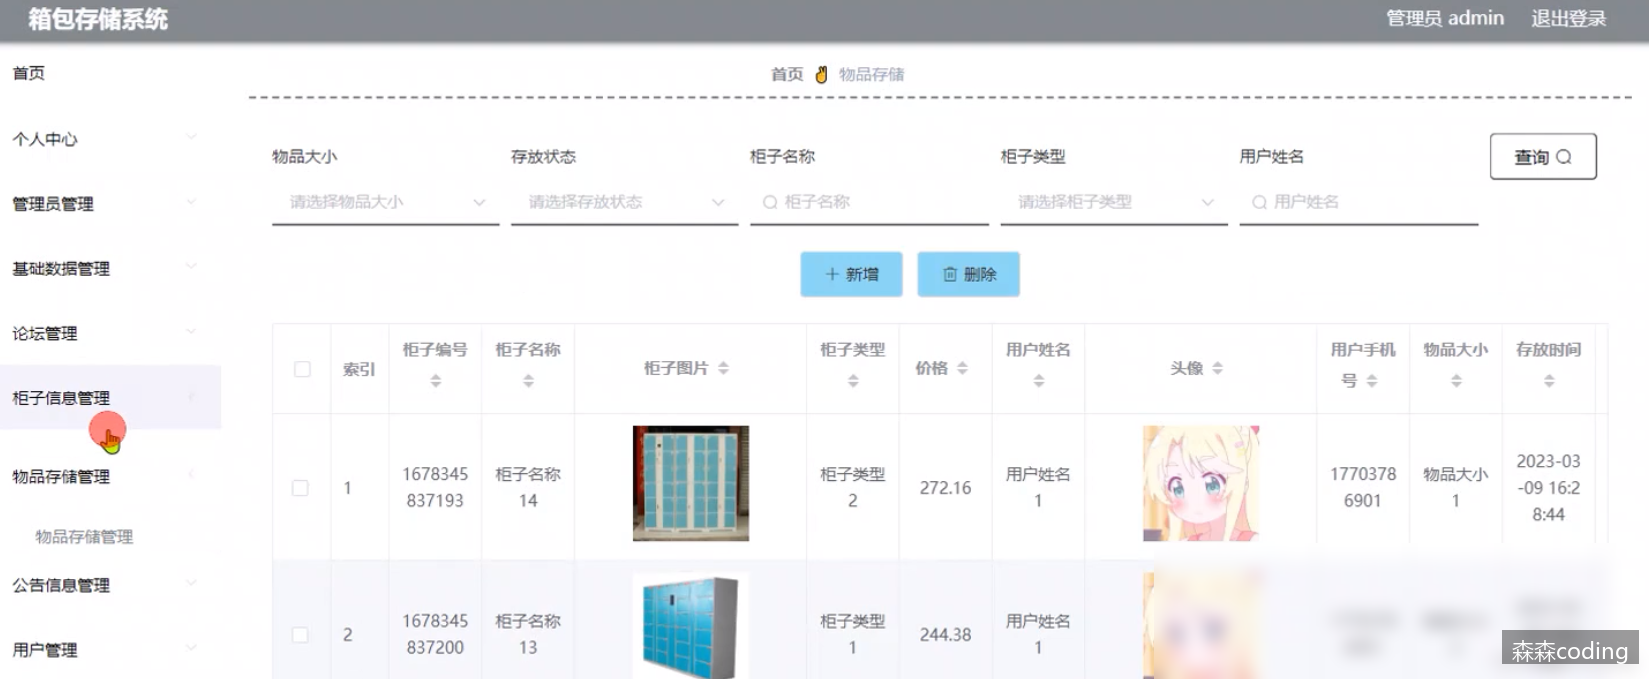 箱包存储系统
管理员 admin
退出登录
首页
个人中心
管理员管理
基础数据管理
论坛管理
柜子信息管理
物品存储管理
物品存储管理
公告信息管理
用户管理
首页
物品存储
物品大小
存放状态
柜子名称
柜子类型
用户姓名
请选择物品大小
请选择存放状态
柜子名称
请选择柜子类型
用户姓名
查询
新增
删除
索引
柜子编号
柜子名称
柜子图片
柜子类型
价格
用户姓名
头像
用户手机
号
物品大小
存放时间
1
1678345
837193
柜子名称
14
柜子类型
2
272.16
用户姓名
1
1770378
6901
物品大小
1
2023-03
-09 16:2
8:44
2
1678345
837200
柜子名称
13
柜子类型
1
244.38
用户姓名
1
森森coding